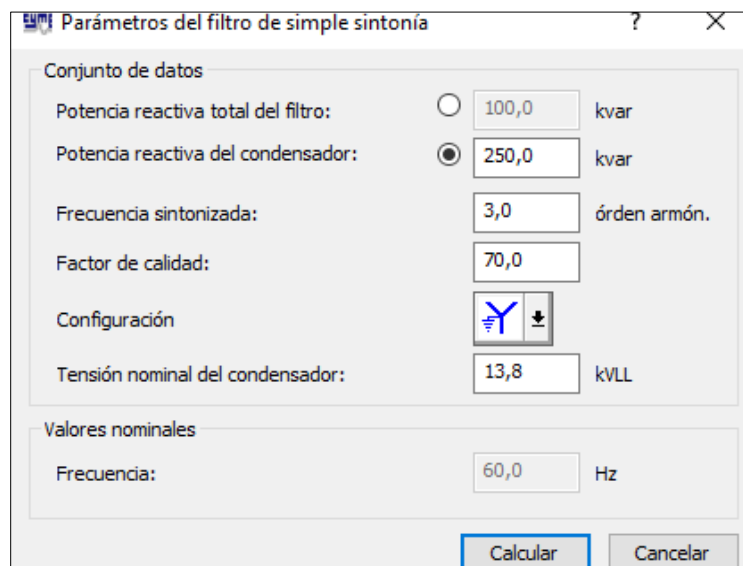 Parámetros del filtro de simple sintonía ? X
Conjunto de datos
Potencia reactiva total del filtro: 100,0 kvar
Potencia reactiva del condensador: 250,0 kvar
Frecuencia sintonizada: 3,0 órden armón.
Factor de calidad: 70,0
Configuración
Tensión nominal del condensador: 13,8 kVLL
Valores nominales
Frecuencia: 60,0 Hz
Calcular Cancelar